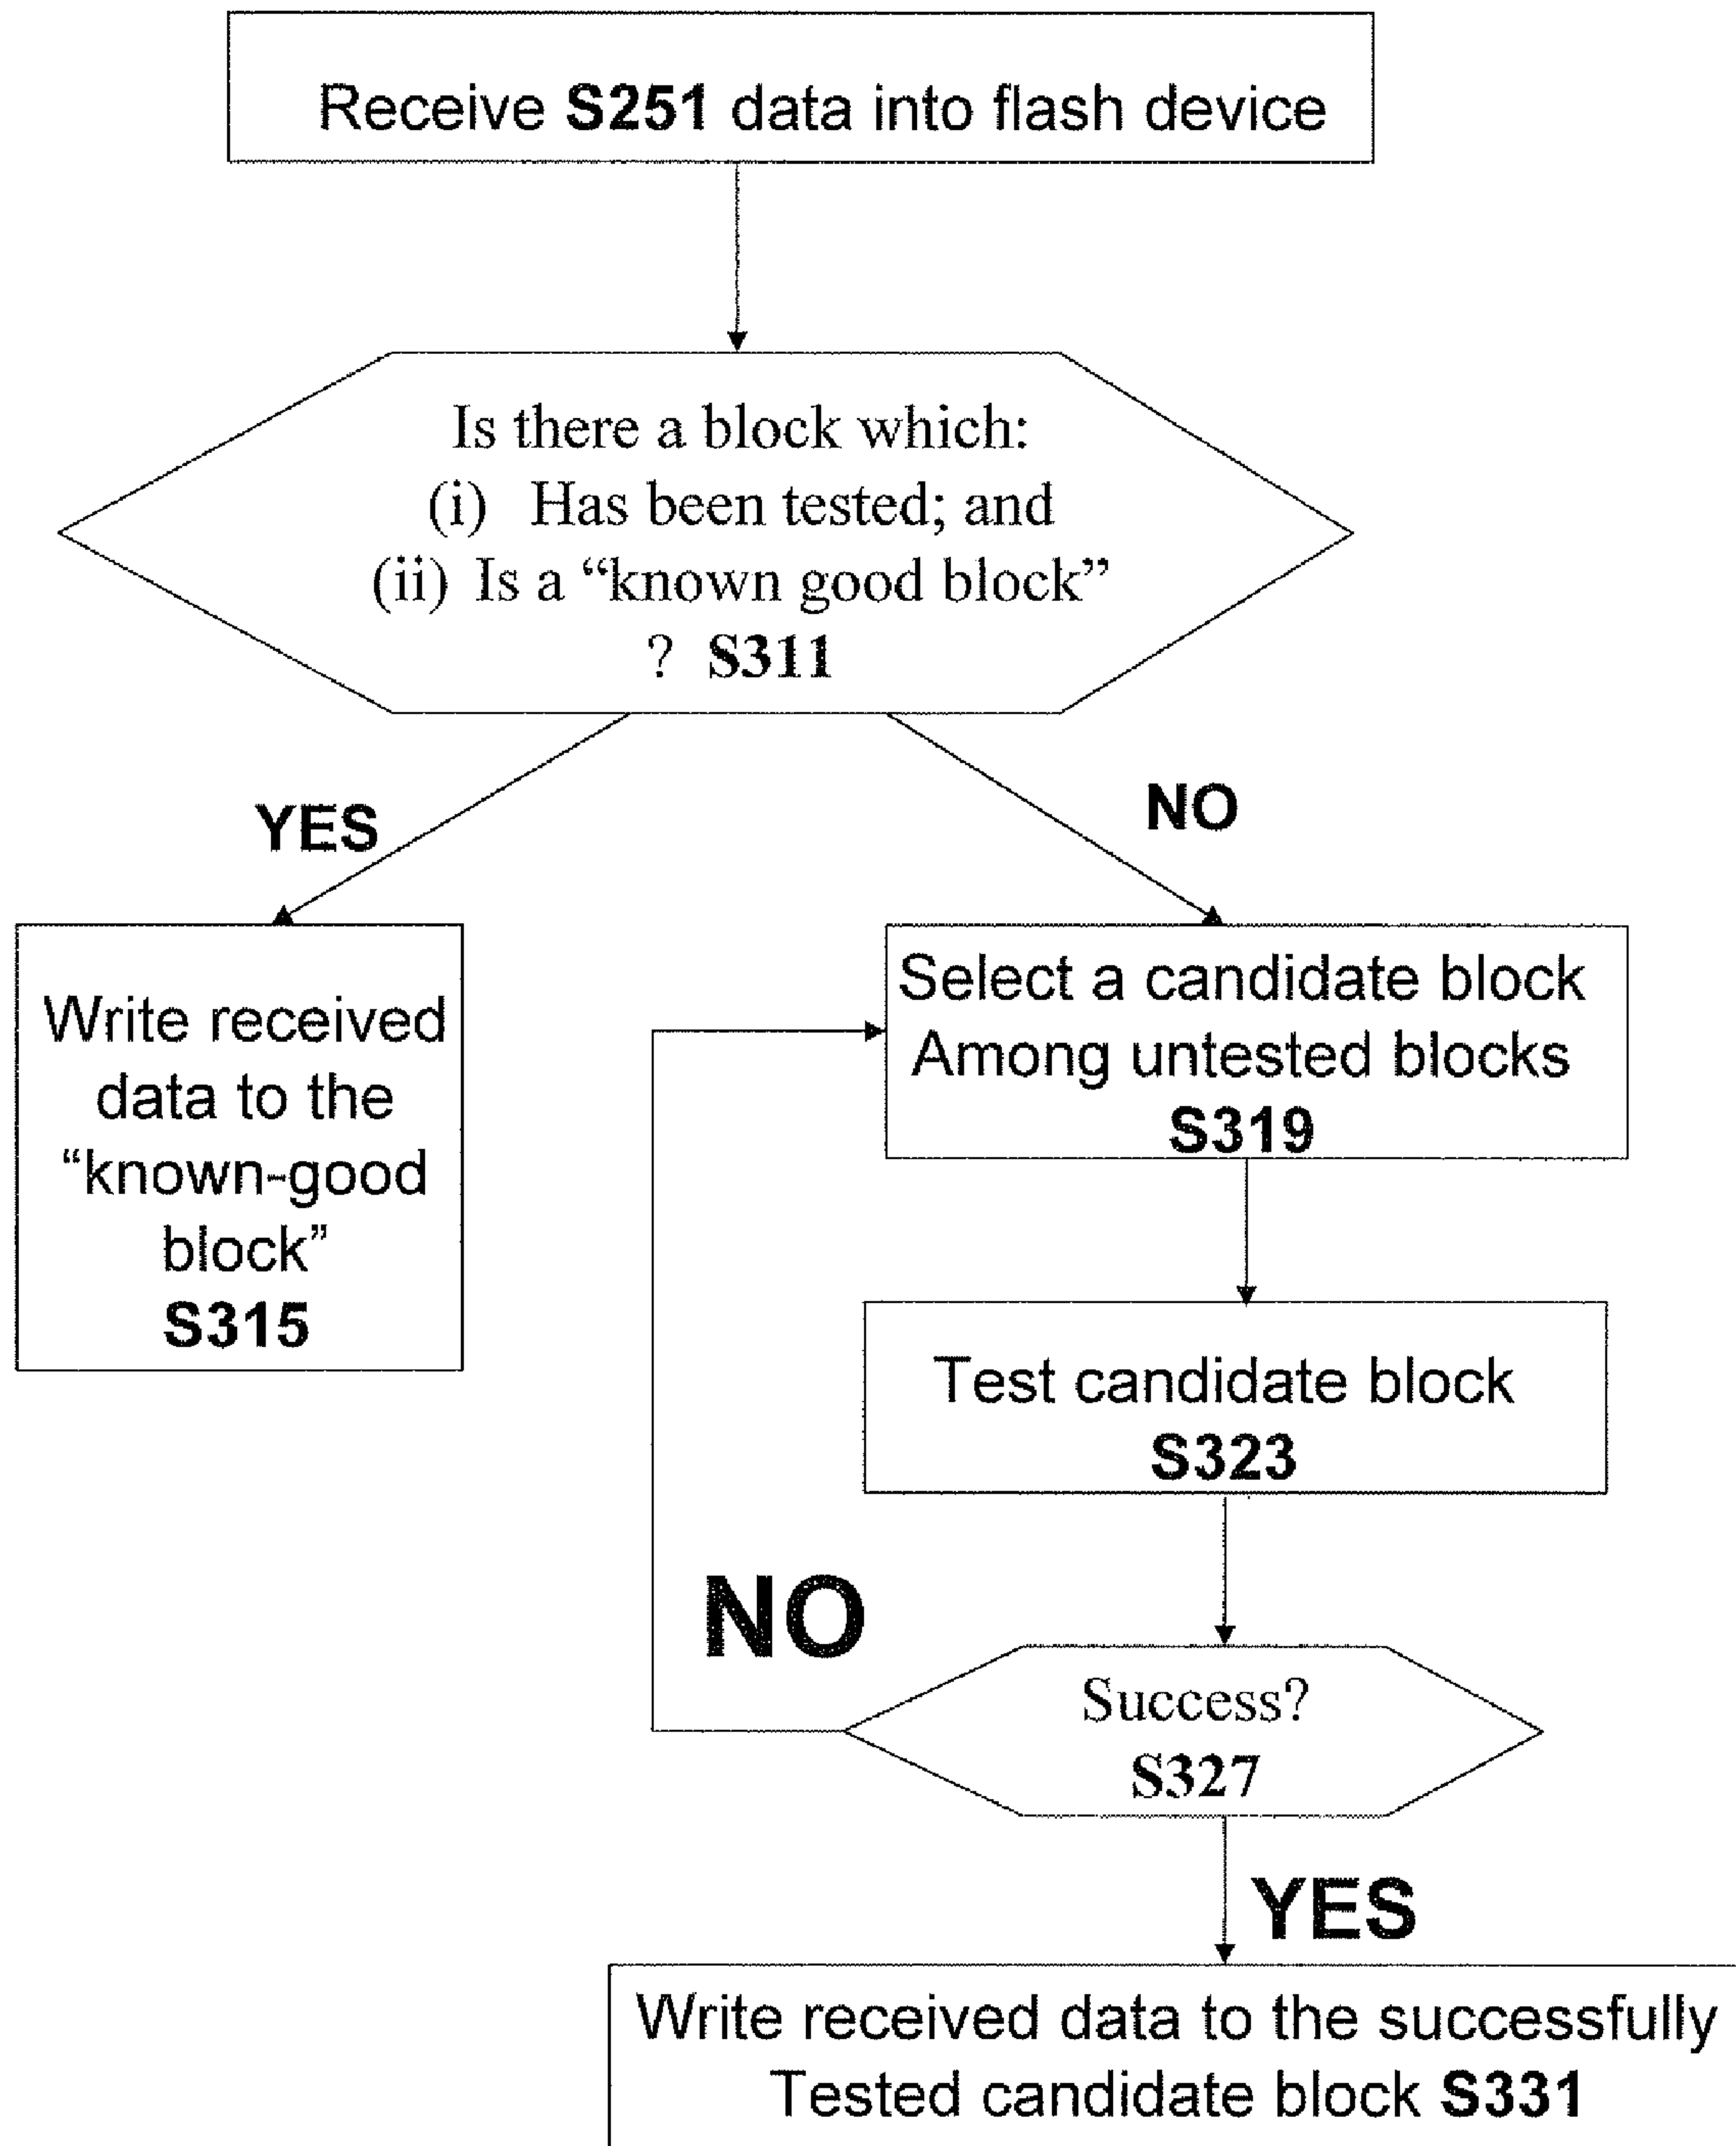 Receive S251 data into flash device
Is there a block which:
(i) Has been tested; and
(ii) Is a “known good block”
? S311
YES
NO
Write received
data to the
“known-good
block”
S315
Select a candidate block
Among untested blocks
S319
Test candidate block
S323
NO
Success?
S327
YES
Write received data to the successfully
Tested candidate block S331